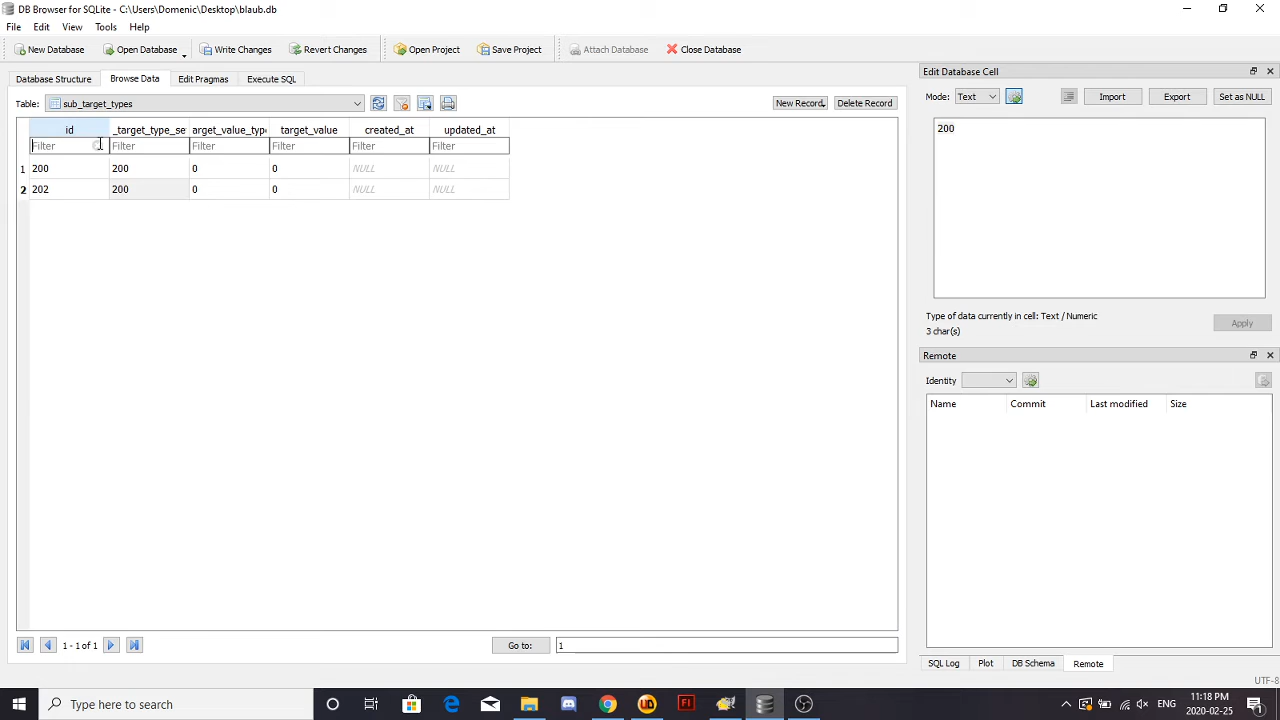 DB Browser for SQLite - C:\Users\Domenic\Desktop\blaub.db
File Edit View Tools Help
New Database Open Database Write Changes Revert Changes Open Project Save Project Attach Database Close Database
Database Structure Browse Data Edit Pragmas Execute SQL
Table: sub_target_types New Record Delete Record
id _target_type_se arget_value_type target_value created_at updated_at
Filter Filter Filter Filter Filter Filter
1 200 200 0 0 NULL NULL
2 202 200 0 0 NULL NULL
1 - 1 of 1 Go to: 1
Edit Database Cell
Mode: Text Import Export Set as NULL
200
Type of data currently in cell: Text / Numeric
3 char(s)
Apply
Remote
Identity
Name Commit Last modified Size
SQL Log Plot DB Schema Remote
UTF-8
Type here to search
ENG
11:18 PM
2020-02-25